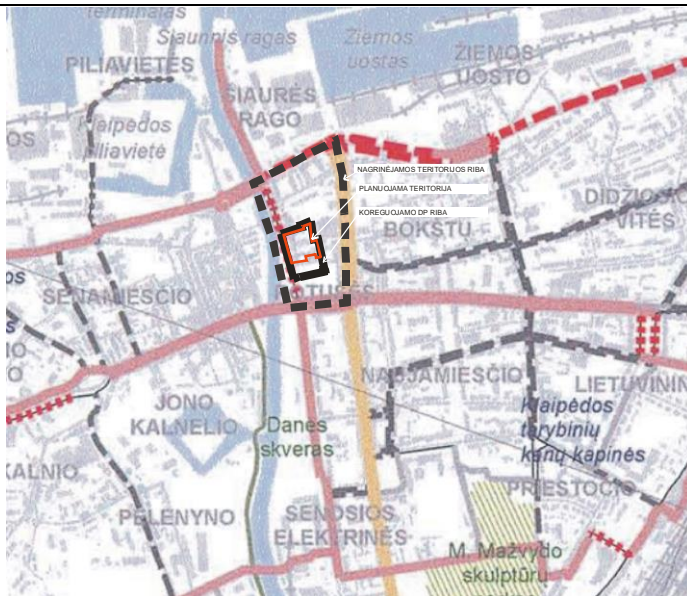 Terminalas
Šiaurinis ragas
Žiemos
uostas
PILIAVIETĖS
ŽIEMOS
UOSTO
ŠIAURĖS
RAGO
Klaipėdos
piliavietė
NAGRINĖJAMOS TERITORIJOS RIBA
PLANUOJAMA TERITORIJA
KOREGUOJAMO DP RIBA
DIDŽIOSIO
VITĖS
BOKŠTŲ
SENAMIESČIO
NAUJAMIESČIO
LIETUVININ
JONO
KALNELIO
Danės
skveras
Klaipėdos
tarybinių
karių kapinės
KALNIO
PRIESTOČIO
PELENYNO
SENOSIOS
ELEKTRINĖS
M. Mažvydo
skulptūrų